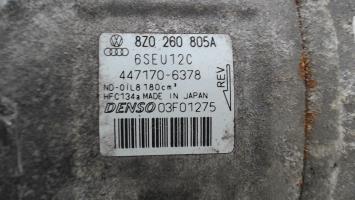 8Z0 260 805A
6SEU12C
447170-6378
REV
ND-OIL8 180cm³
HFC134a MADE IN JAPAN
DENSO 03F01275